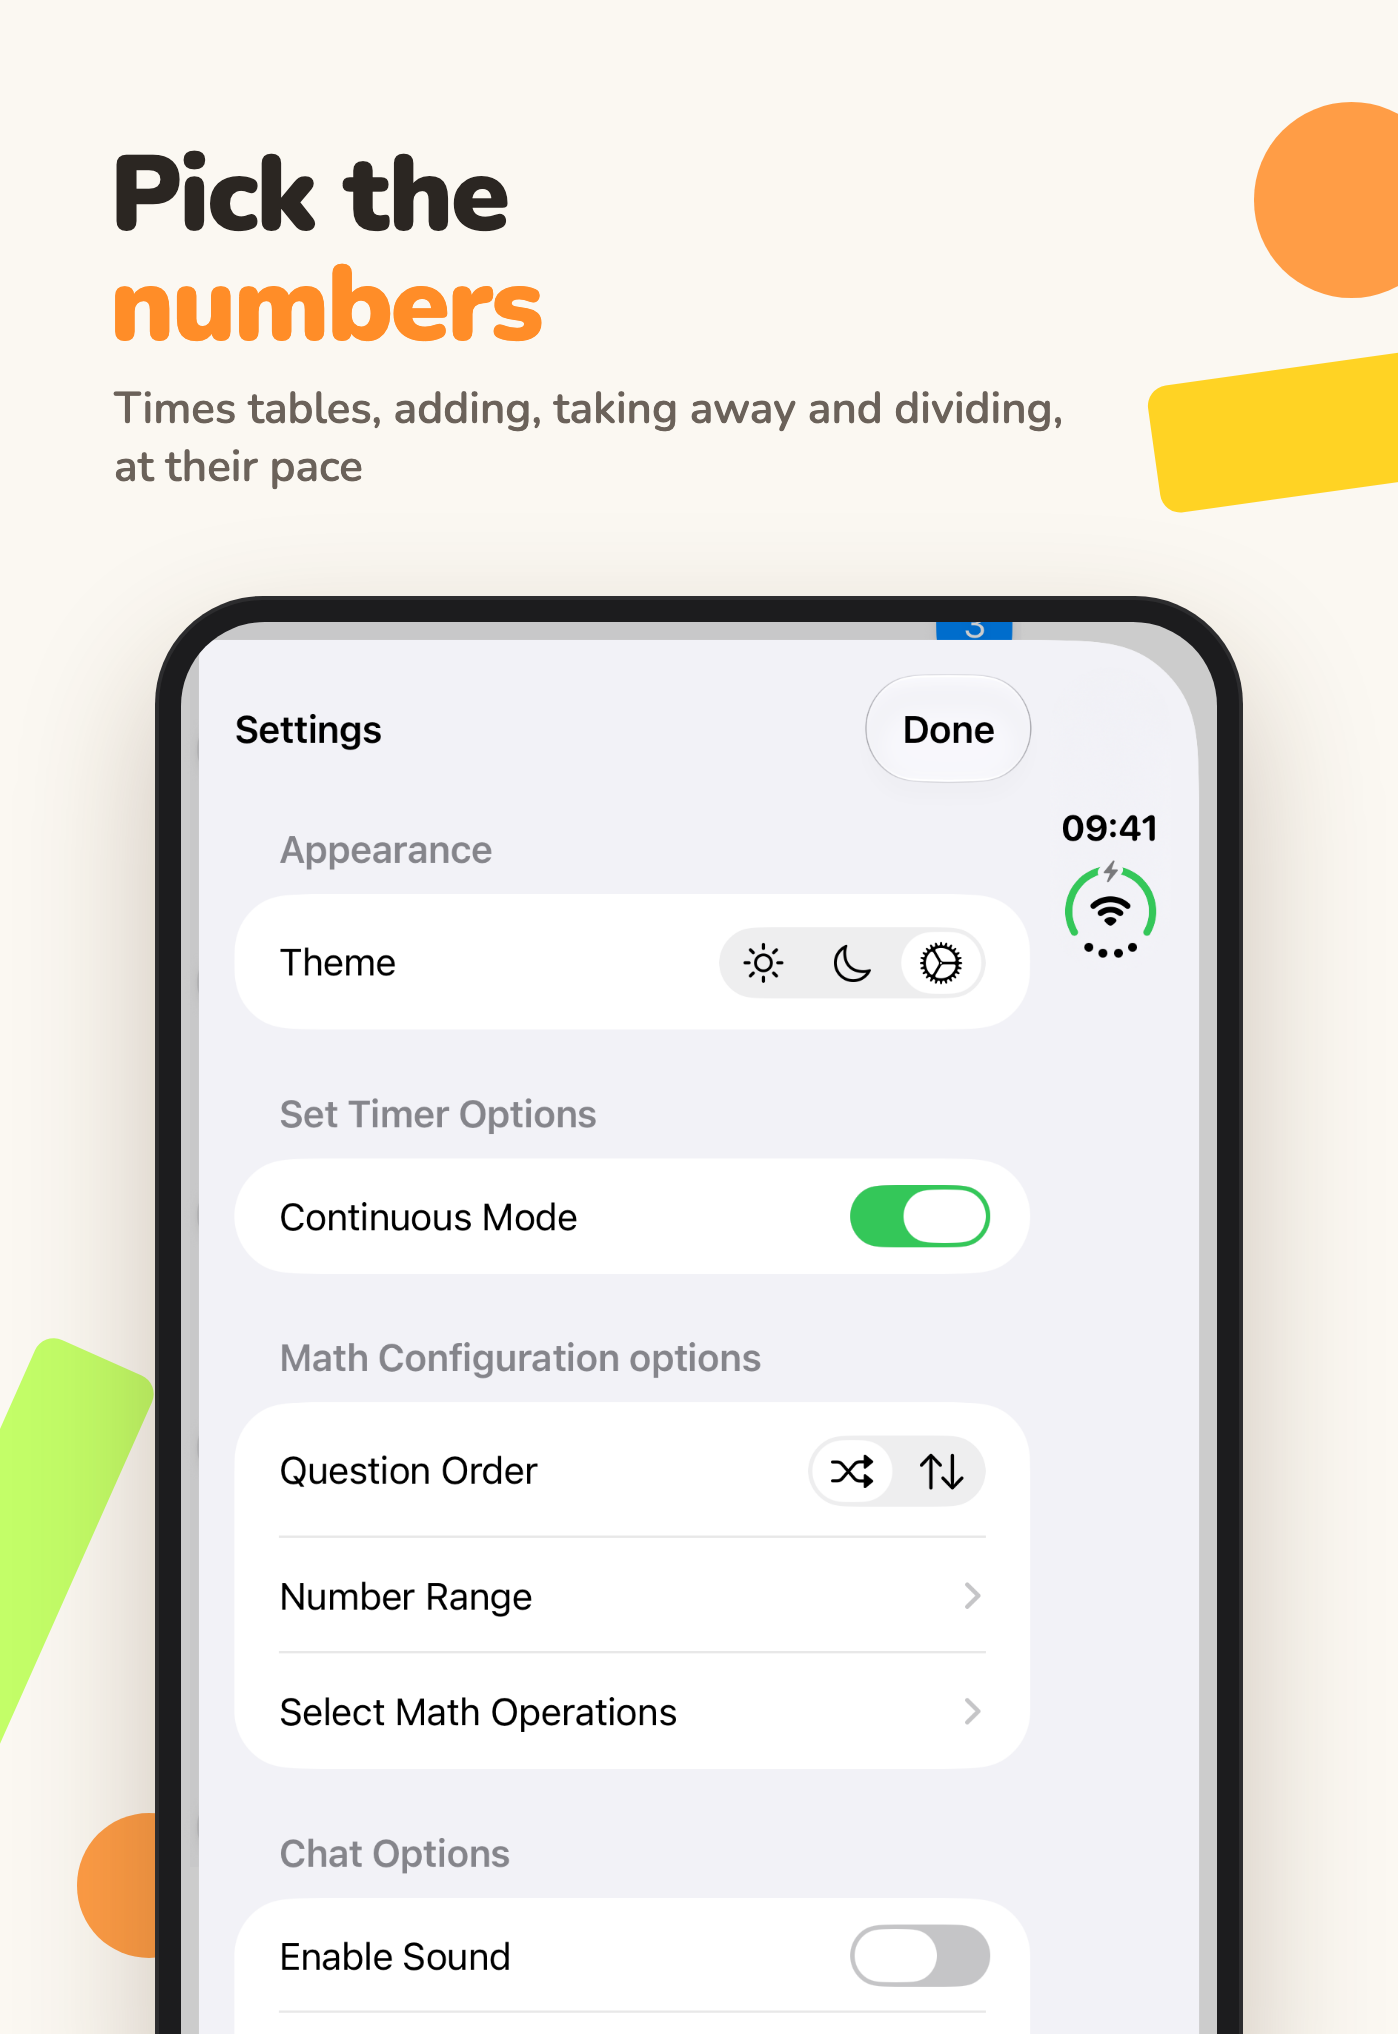 Pick the
numbers
Times tables, adding, taking away and dividing,
at their pace
3
Settings
Done
09:41
Appearance
Theme
Set Timer Options
Continuous Mode
Math Configuration options
Question Order
Number Range
Select Math Operations
Chat Options
Enable Sound